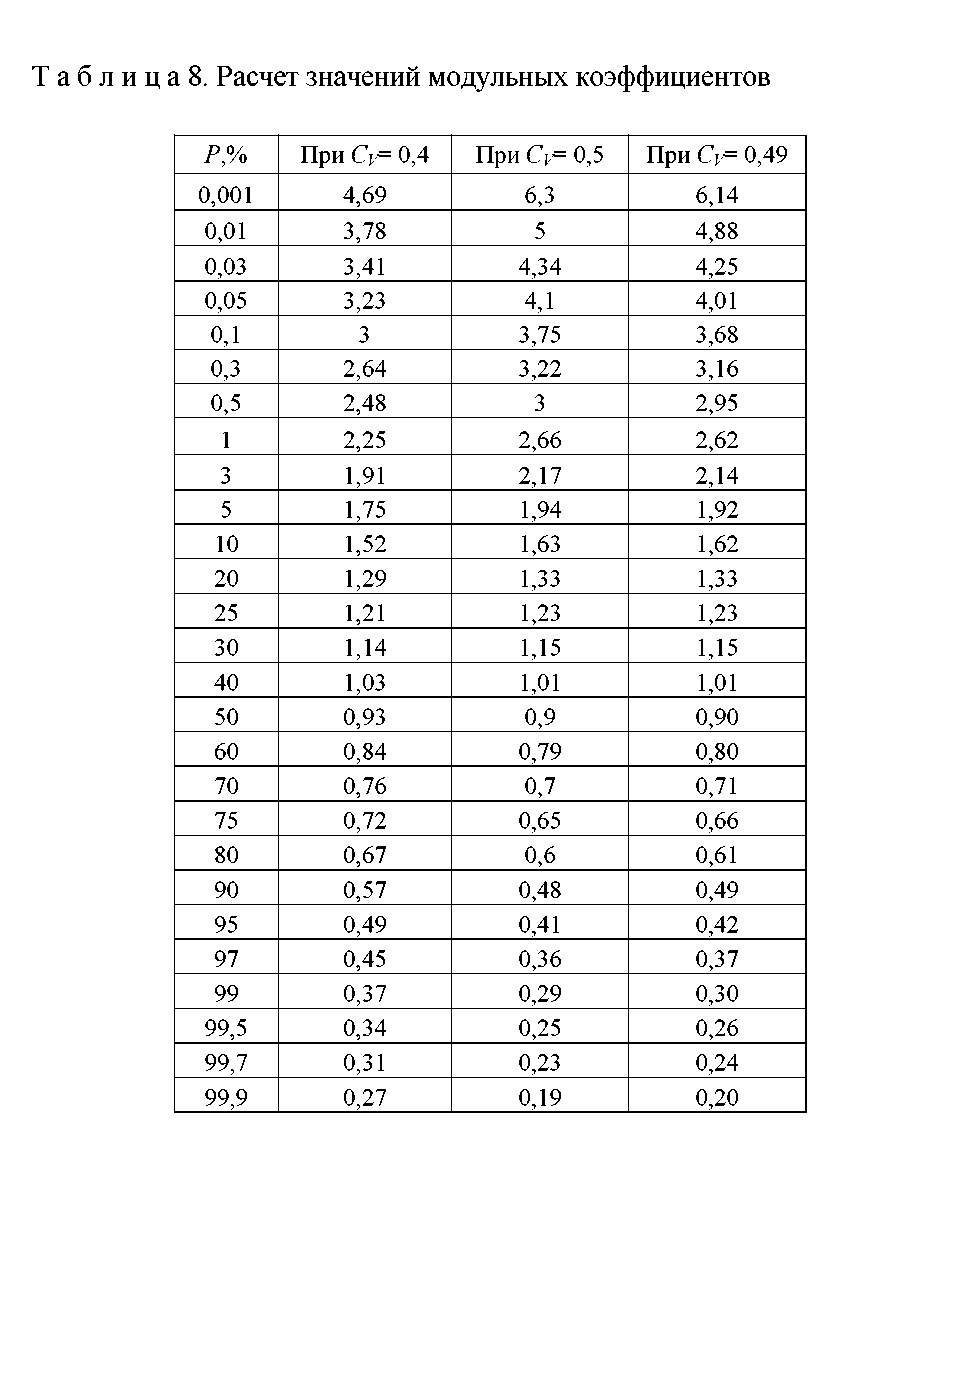 Т а б л и ц а 8. Расчет значений модульных коэффициентов
P,% При CV= 0,4 При CV= 0,5 При CV= 0,49
0,001 4,69 6,3 6,14
0,01 3,78 5 4,88
0,03 3,41 4,34 4,25
0,05 3,23 4,1 4,01
0,1 3 3,75 3,68
0,3 2,64 3,22 3,16
0,5 2,48 3 2,95
1 2,25 2,66 2,62
3 1,91 2,17 2,14
5 1,75 1,94 1,92
10 1,52 1,63 1,62
20 1,29 1,33 1,33
25 1,21 1,23 1,23
30 1,14 1,15 1,15
40 1,03 1,01 1,01
50 0,93 0,9 0,90
60 0,84 0,79 0,80
70 0,76 0,7 0,71
75 0,72 0,65 0,66
80 0,67 0,6 0,61
90 0,57 0,48 0,49
95 0,49 0,41 0,42
97 0,45 0,36 0,37
99 0,37 0,29 0,30
99,5 0,34 0,25 0,26
99,7 0,31 0,23 0,24
99,9 0,27 0,19 0,20